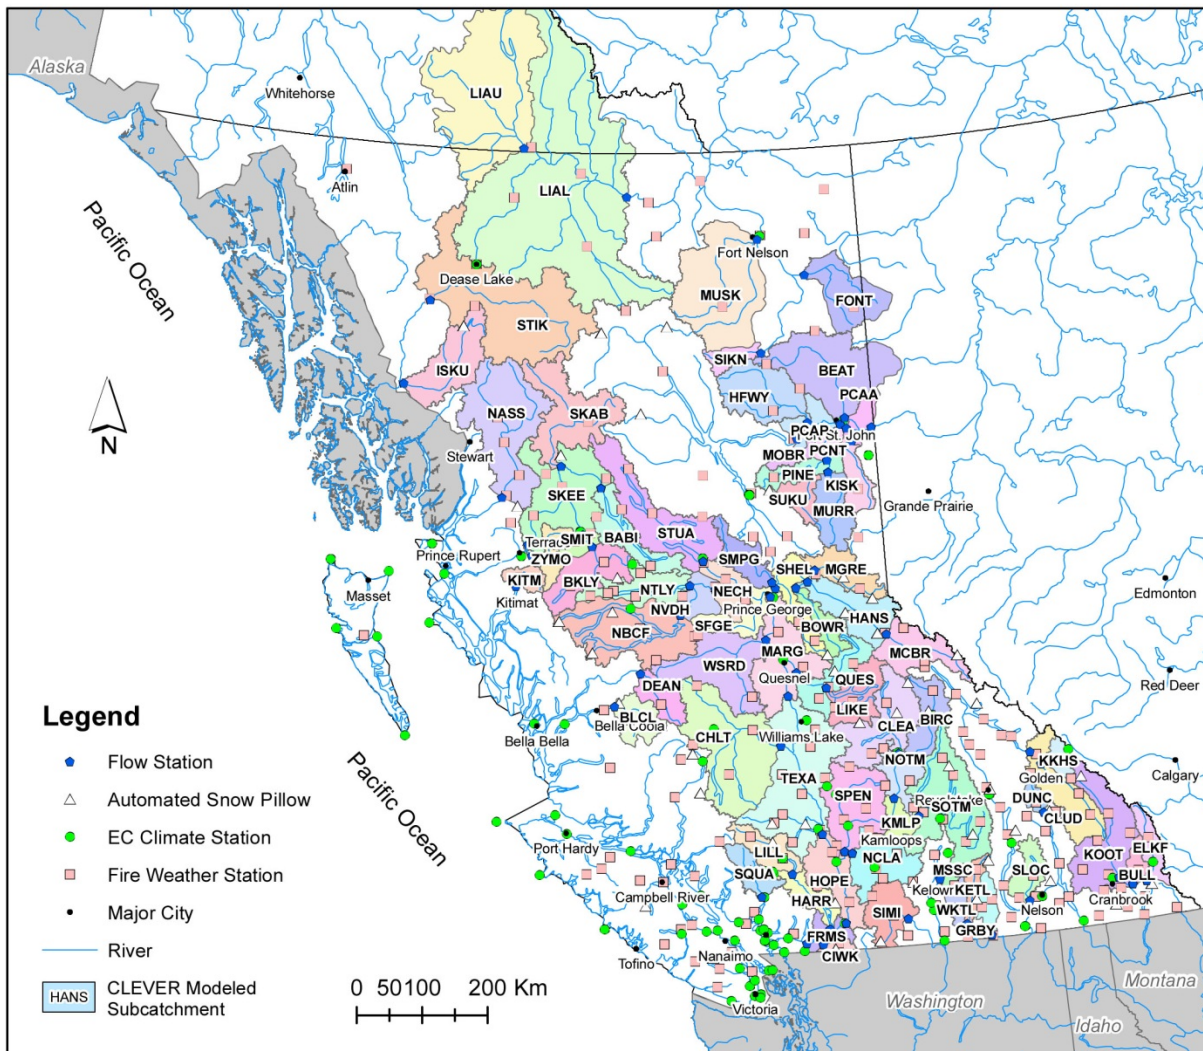 Alaska
Whitehorse
LIAU
Atlin
LIAL
Pacific Ocean
Fort Nelson
Dease Lake
MUSK
FONT
STIK
SIKN
BEAT
ISKU
HFWY
PCAA
NASS
SKAB
PCAP
St. John
Stewart
MOBR
PCNT
PINE
KISK
SKEE
SUKU
MURR
Grande Prairie
SMIT
BABI
STUA
Prince Rupert
ZYMO
SMPG
SHEL
MGRE
KITM
BKLY
NTLY
NECH
Masset
Kitimat
Prince George
Edmonton
NVDH
SFGE
BOWR
HANS
NBCF
MARG
MCBR
WSRD
Quesnel
QUES
Red Deer
DEAN
LIKE
BIRC
BLCL
Bella Coola
CLEA
Bella Bella
CHLT
Williams Lake
NOTM
KKHS
Calgary
TEXA
Golden
SPEN
SOTM
DUNC
CLUD
Port Hardy
KMLP
Kamloops
LILL
NCLA
KOOT
ELKF
SQUA
HOPE
MSSC
SLOC
BULL
Campbell River
HARR
KETL
Cranbrook
SIMI
WKTL
Nelson
FRMS
GRBY
Nanaimo
CIWK
Tofino
Victoria
Washington
Montana
Idaho
Pacific Ocean
N
Legend
Flow Station
Automated Snow Pillow
EC Climate Station
Fire Weather Station
Major City
River
HANS CLEVER Modeled
Subcatchment
0 50100 200 Km